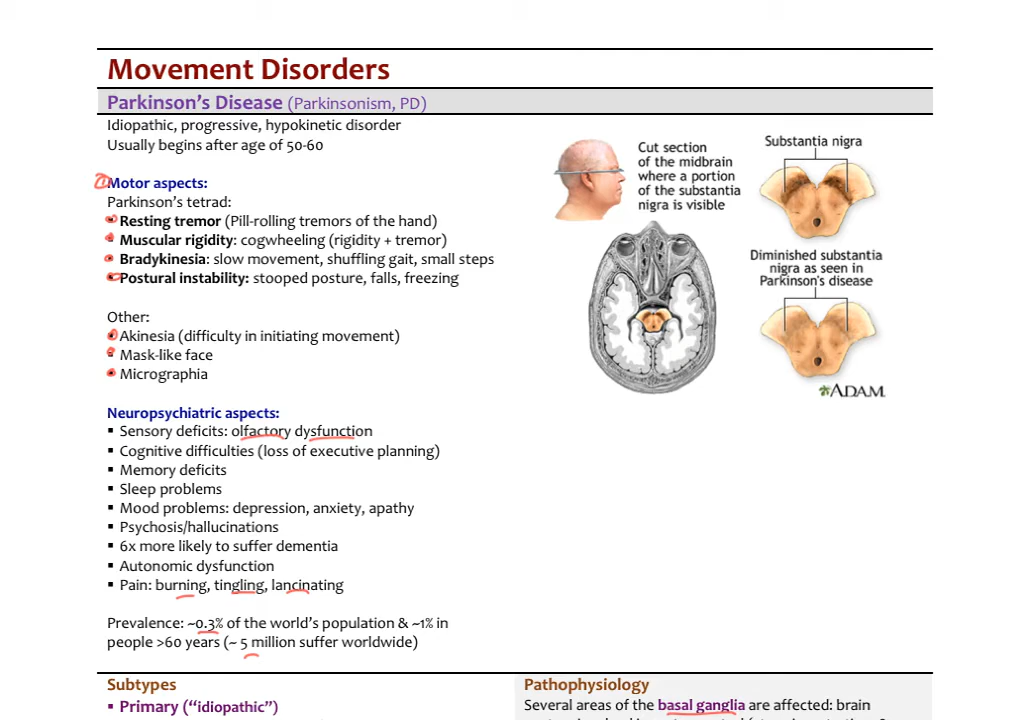 Movement Disorders
Parkinson's Disease (Parkinsonism, PD)
Idiopathic, progressive, hypokinetic disorder
Usually begins after age of 50-60
Motor aspects:
Parkinson's tetrad:
Resting tremor (Pill-rolling tremors of the hand)
▪ Muscular rigidity: cogwheeling (rigidity + tremor)
▪ Bradykinesia: slow movement, shuffling gait, small steps
▪ Postural instability: stooped posture, falls, freezing
Other:
▪ Akinesia (difficulty in initiating movement)
▪ Mask-like face
▪ Micrographia
Neuropsychiatric aspects:
▪ Sensory deficits: olfactory dysfunction
▪ Cognitive difficulties (loss of executive planning)
▪ Memory deficits
▪ Sleep problems
▪ Mood problems: depression, anxiety, apathy
▪ Psychosis/hallucinations
▪ 6x more likely to suffer dementia
▪ Autonomic dysfunction
▪ Pain: burning, tingling, lancinating
Prevalence: ~0.3% of the world's population & ~1% in
people >60 years (~ 5 million suffer worldwide)
Cut section
of the midbrain
where a portion
of the substantia
nigra is visible
Substantia nigra
Diminished substantia
nigra as seen in
Parkinson's disease
ADAM.
Subtypes
▪ Primary ("idiopathic")
Pathophysiology
Several areas of the basal ganglia are affected: brain